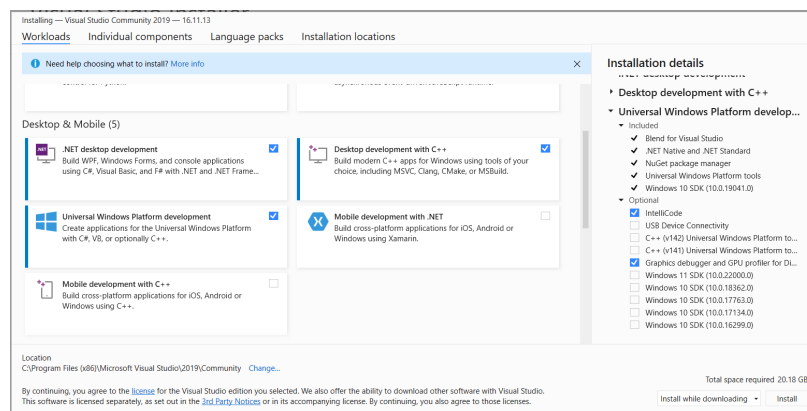 Installing — Visual Studio Community 2019 — 16.11.13
Workloads Individual components Language packs Installation locations
Need help choosing what to install? More info
Desktop & Mobile (5)
.NET desktop development
Build WPF, Windows Forms, and console applications
using C#, Visual Basic, and F# with .NET and .NET Frame...
Desktop development with C++
Build modern C++ apps for Windows using tools of your
choice, including MSVC, Clang, CMake, or MSBuild.
Universal Windows Platform development
Create applications for the Universal Windows Platform
with C#, VB, or optionally C++.
Mobile development with .NET
Build cross-platform applications for iOS, Android or
Windows using Xamarin.
Mobile development with C++
Build cross-platform applications for iOS, Android or
Windows using C++.
Installation details
.NET desktop development
Desktop development with C++
Universal Windows Platform develop...
Included
Blend for Visual Studio
.NET Native and .NET Standard
NuGet package manager
Universal Windows Platform tools
Windows 10 SDK (10.0.19041.0)
Optional
IntelliCode
USB Device Connectivity
C++ (v142) Universal Windows Platform to...
C++ (v141) Universal Windows Platform to...
Graphics debugger and GPU profiler for Di...
Windows 11 SDK (10.0.22000.0)
Windows 10 SDK (10.0.18362.0)
Windows 10 SDK (10.0.17763.0)
Windows 10 SDK (10.0.17134.0)
Windows 10 SDK (10.0.16299.0)
Location
C:\Program Files (x86)\Microsoft Visual Studio\2019\Community Change...
Total space required 20.18 GB
By continuing, you agree to the license for the Visual Studio edition you selected. We also offer the ability to download other software with Visual Studio.
This software is licensed separately, as set out in the 3rd Party Notices or in its accompanying license. By continuing, you also agree to those licenses.
Install while downloading Install